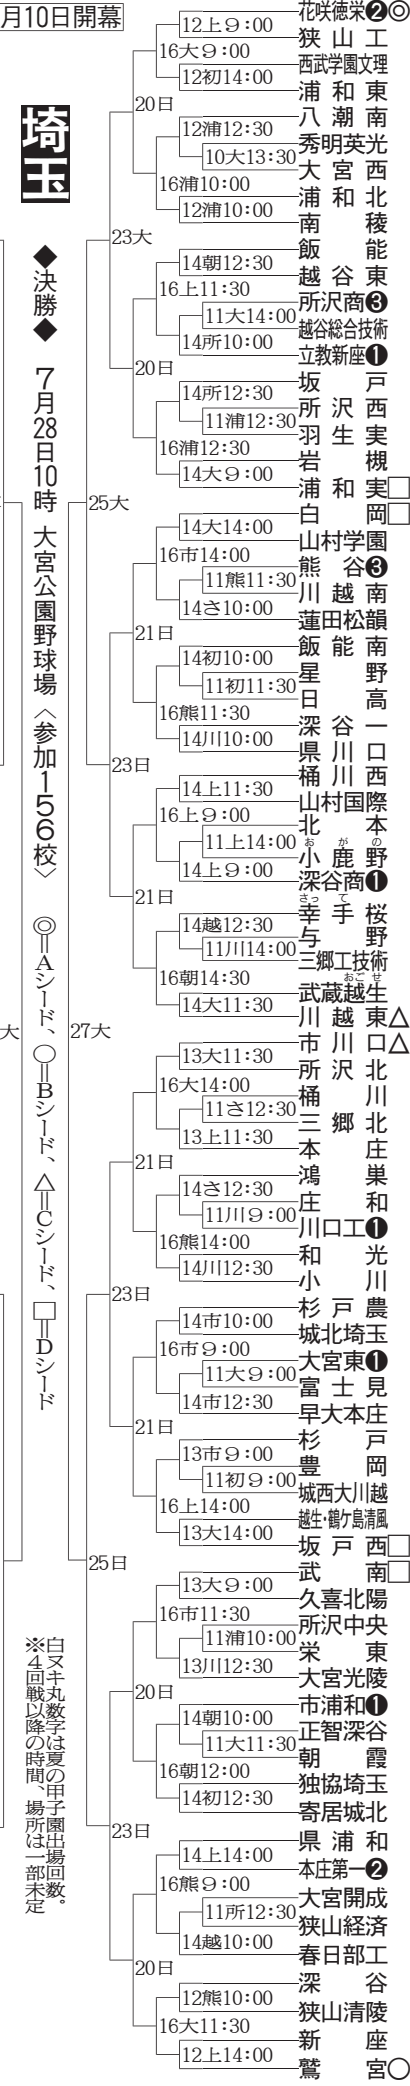 月10日開幕
埼玉
◆決勝◆ 7月28日10時 大宮公園野球場〈参加156校〉
◎=Aシード、○=Bシード、△=Cシード、□=Dシード
白ヌキ丸数字は夏の甲子園出場回数。
※4回戦以降の時間、場所は一部未定
大
27大
25大
25日
23大
23日
23日
23日
20日
20日
21日
21日
21日
21日
20日
20日
花咲徳栄❷◎
12上9:00
狭山工
16大9:00
西武学園文理
12初14:00
浦和東
八潮南
12浦12:30
秀明英光
10大13:30
大宮西
16浦10:00
浦和北
12浦10:00
南稜
飯能
14朝12:30
越谷東
16上11:30
所沢商❸
11大14:00
越谷総合技術
14所10:00
立教新座❶
坂戸
14所12:30
所沢西
11浦12:30
羽生実
16浦12:30
岩槻
14大9:00
浦和実□
白岡□
14大14:00
山村学園
16市14:00
熊谷❸
11熊11:30
川越南
14さ10:00
蓮田松韻
飯能南
14初10:00
星野
11初11:30
日高
16熊11:30
深谷一
14川10:00
県川口
桶川西
14上11:30
山村国際
16上9:00
北本
11上14:00
おがの
小鹿野
14上9:00
深谷商❶
さって
幸手桜
14越12:30
与野
11川14:00
三郷工技術
16朝14:30
おごせ
武蔵越生
14大11:30
川越東△
市川口△
13大11:30
所沢北
16大14:00
桶川
11さ12:30
三郷北
13上11:30
本庄
鴻巣
14さ12:30
庄和
11川9:00
川口工❶
16熊14:00
和光
14川12:30
小川
杉戸農
14市10:00
城北埼玉
16市9:00
大宮東❶
11大9:00
富士見
14市12:30
早大本庄
杉戸
13市9:00
豊岡
11初9:00
城西大川越
16上14:00
越生・鶴ケ島清風
13大14:00
坂戸西□
武南□
13大9:00
久喜北陽
16市11:30
所沢中央
11浦10:00
栄東
13川12:30
大宮光陵
市浦和❶
14朝10:00
正智深谷
11大11:30
朝霞
16朝12:00
独協埼玉
14初12:30
寄居城北
県浦和
14上14:00
本庄第一❷
16熊9:00
大宮開成
11所12:30
狭山経済
14越10:00
春日部工
深谷
12熊10:00
狭山清陵
16大11:30
新座
12上14:00
鷲宮○